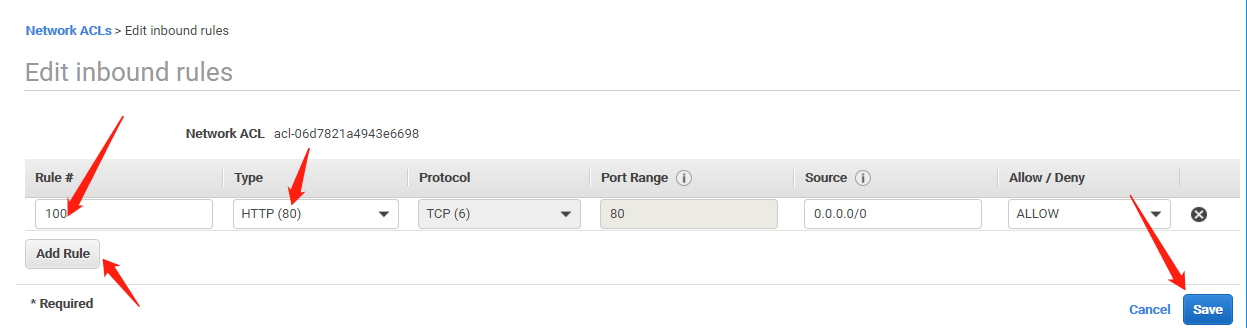 Network ACLs > Edit inbound rules
Edit inbound rules
Network ACL acl-06d7821a4943e6698
Rule # Type Protocol Port Range Source Allow / Deny
100 HTTP (80) TCP (6) 80 0.0.0.0/0 ALLOW
Add Rule
* Required
Cancel Save